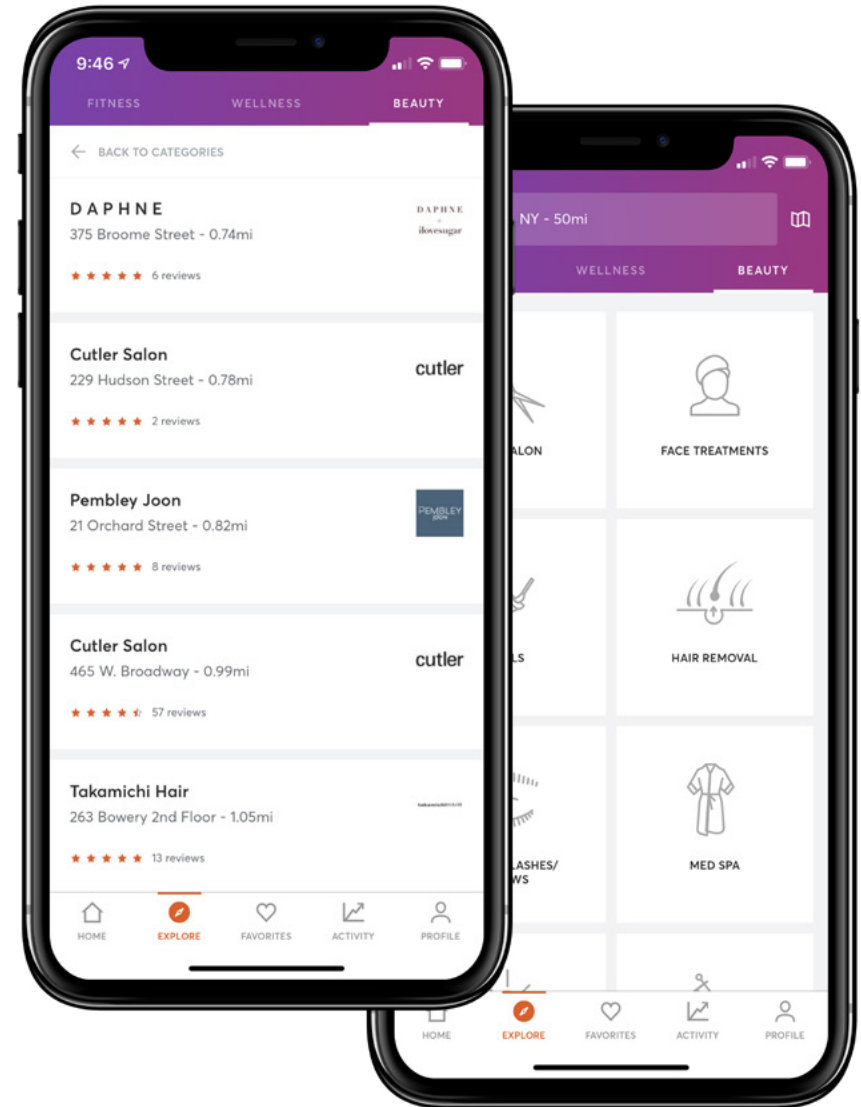 9:46
FITNESS WELLNESS BEAUTY
BACK TO CATEGORIES
DAPHNE
375 Broome Street - 0.74mi
6 reviews
DAPHNE
+
ilovesugar
Cutler Salon
229 Hudson Street - 0.78mi
2 reviews
cutler
Pembley Joon
21 Orchard Street - 0.82mi
8 reviews
PEMBLEY
JOON
Cutler Salon
465 W. Broadway - 0.99mi
57 reviews
cutler
Takamichi Hair
263 Bowery 2nd Floor - 1.05mi
13 reviews
takamichiHAIR
HOME EXPLORE FAVORITES ACTIVITY PROFILE
NY - 50mi
WELLNESS BEAUTY
ALON
FACE TREATMENTS
LS
HAIR REMOVAL
LASHES/
WS
MED SPA
HOME EXPLORE FAVORITES ACTIVITY PROFILE